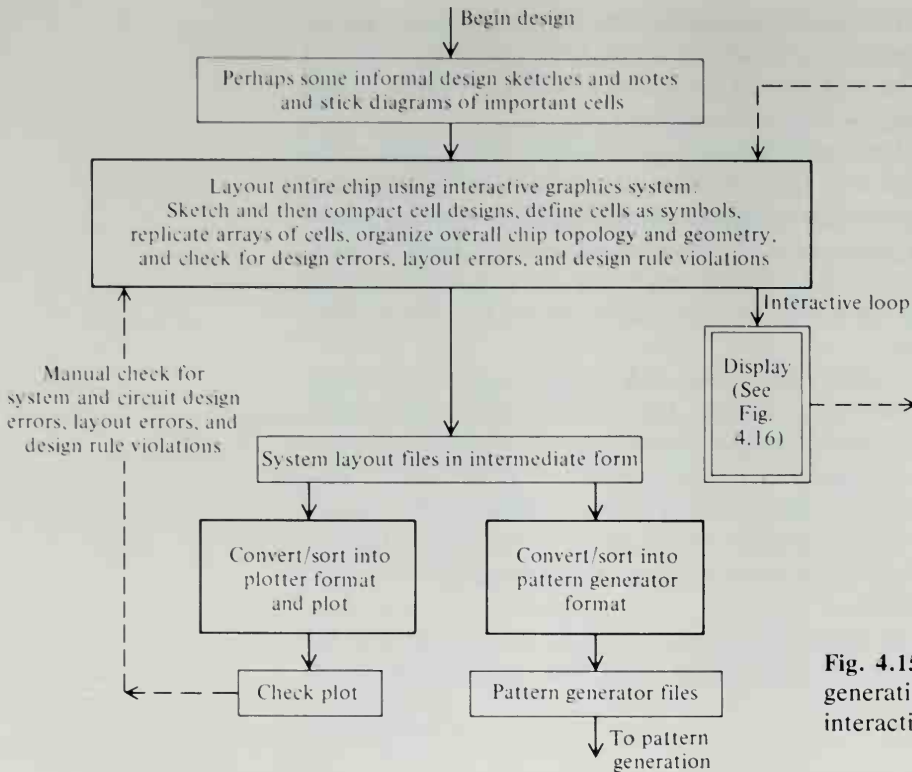 Begin design
Perhaps some informal design sketches and notes
and stick diagrams of important cells
Layout entire chip using interactive graphics system:
Sketch and then compact cell designs, define cells as symbols,
replicate arrays of cells, organize overall chip topology and geometry,
and check for design errors, layout errors, and design rule violations
Interactive loop
Display
(See
Fig.
4.16)
Manual check for
system and circuit design
errors, layout errors, and
design rule violations
System layout files in intermediate form
Convert/sort into
plotter format
and plot
Convert/sort into
pattern generator
format
Check plot
Pattern generator files
To pattern
generation
Fig. 4.15
generati
interacti